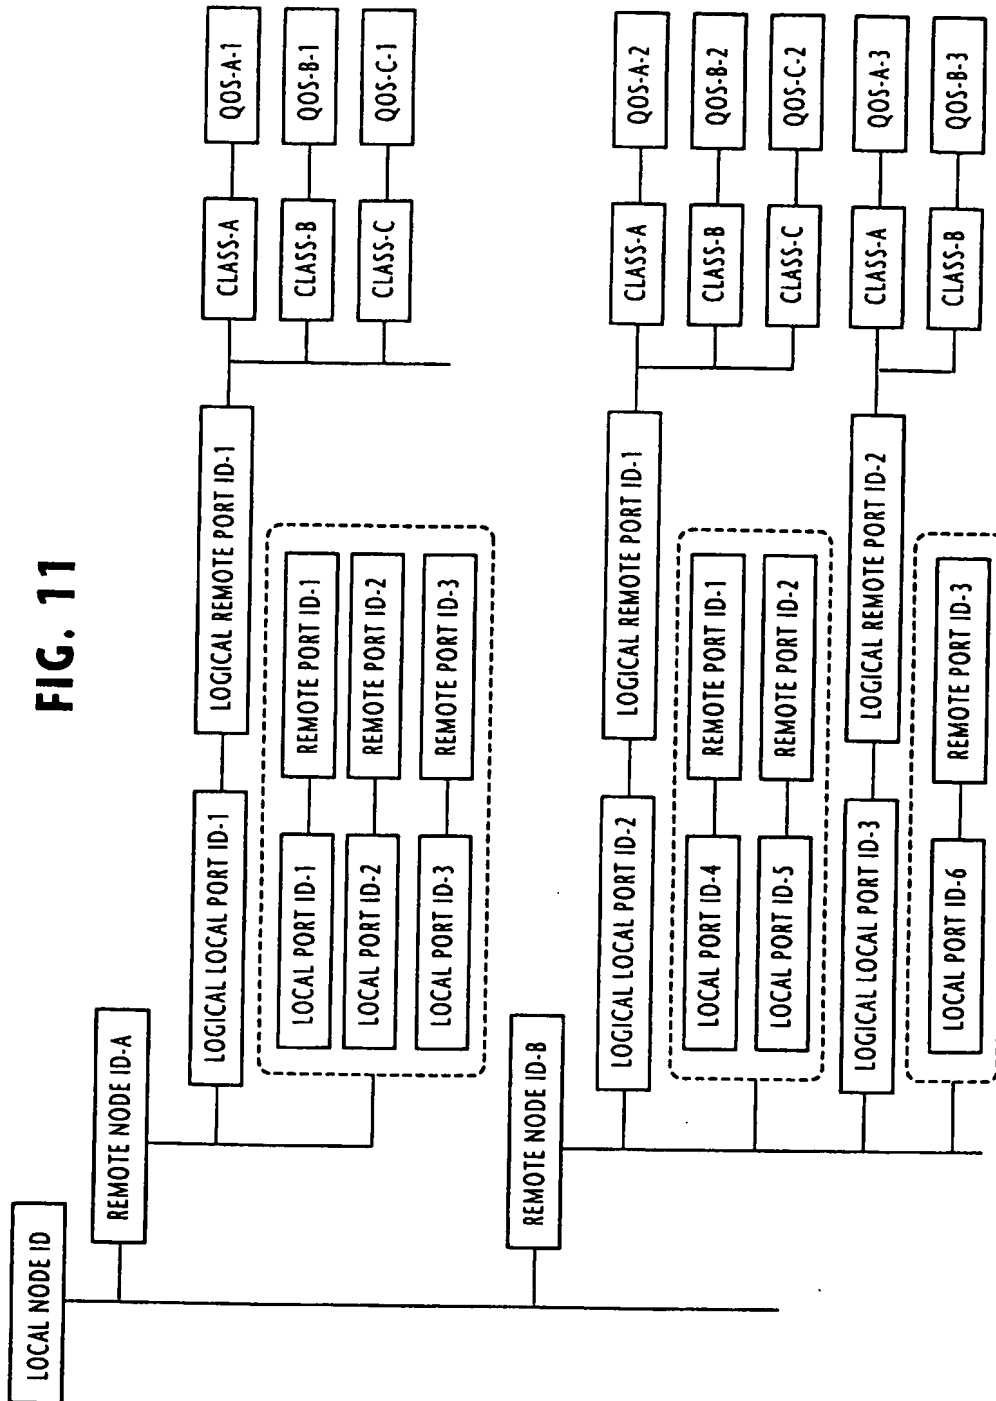 FIG. 11
LOCAL NODE ID
REMOTE NODE ID-A
LOGICAL LOCAL PORT ID-1
LOGICAL REMOTE PORT ID-1
CLASS-A
QOS-A-1
CLASS-B
QOS-B-1
CLASS-C
QOS-C-1
LOCAL PORT ID-1
REMOTE PORT ID-1
LOCAL PORT ID-2
REMOTE PORT ID-2
LOCAL PORT ID-3
REMOTE PORT ID-3
REMOTE NODE ID-B
LOGICAL LOCAL PORT ID-2
LOGICAL REMOTE PORT ID-1
CLASS-A
QOS-A-2
CLASS-B
QOS-B-2
CLASS-C
QOS-C-2
LOCAL PORT ID-4
REMOTE PORT ID-1
LOCAL PORT ID-5
REMOTE PORT ID-2
LOGICAL LOCAL PORT ID-3
LOGICAL REMOTE PORT ID-2
CLASS-A
QOS-A-3
CLASS-B
QOS-B-3
LOCAL PORT ID-6
REMOTE PORT ID-3